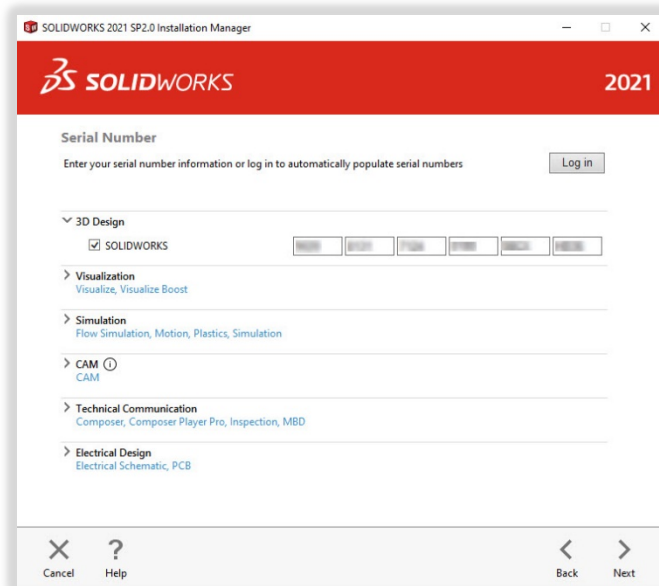 SOLIDWORKS 2021 SP2.0 Installation Manager
SOLIDWORKS 2021
Serial Number
Enter your serial number information or log in to automatically populate serial numbers Log in
3D Design
SOLIDWORKS
Visualization
Visualize, Visualize Boost
Simulation
Flow Simulation, Motion, Plastics, Simulation
CAM
CAM
Technical Communication
Composer, Composer Player Pro, Inspection, MBD
Electrical Design
Electrical Schematic, PCB
Cancel Help Back Next